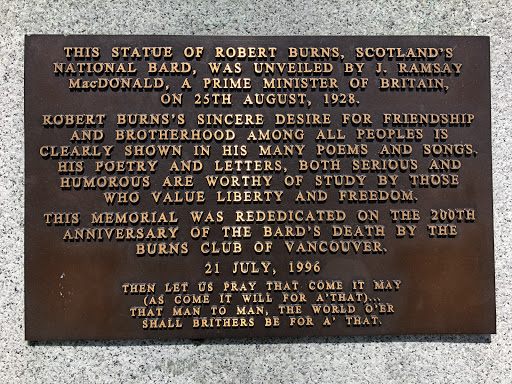 THIS STATUE OF ROBERT BURNS, SCOTLAND'S
NATIONAL BARD, WAS UNVEILED BY J. RAMSAY
MacDONALD, A PRIME MINISTER OF BRITAIN,
ON 25TH AUGUST, 1928.
ROBERT BURNS'S SINCERE DESIRE FOR FRIENDSHIP
AND BROTHERHOOD AMONG ALL PEOPLES IS
CLEARLY SHOWN IN HIS MANY POEMS AND SONGS.
HIS POETRY AND LETTERS, BOTH SERIOUS AND
HUMOROUS ARE WORTHY OF STUDY BY THOSE
WHO VALUE LIBERTY AND FREEDOM.
THIS MEMORIAL WAS REDEDICATED ON THE 200TH
ANNIVERSARY OF THE BARD'S DEATH BY THE
BURNS CLUB OF VANCOUVER.
21 JULY, 1996
THEN LET US PRAY THAT COME IT MAY
(AS COME IT WILL FOR A'THAT)...
THAT MAN TO MAN, THE WORLD O'ER
SHALL BRITHERS BE FOR A' THAT.